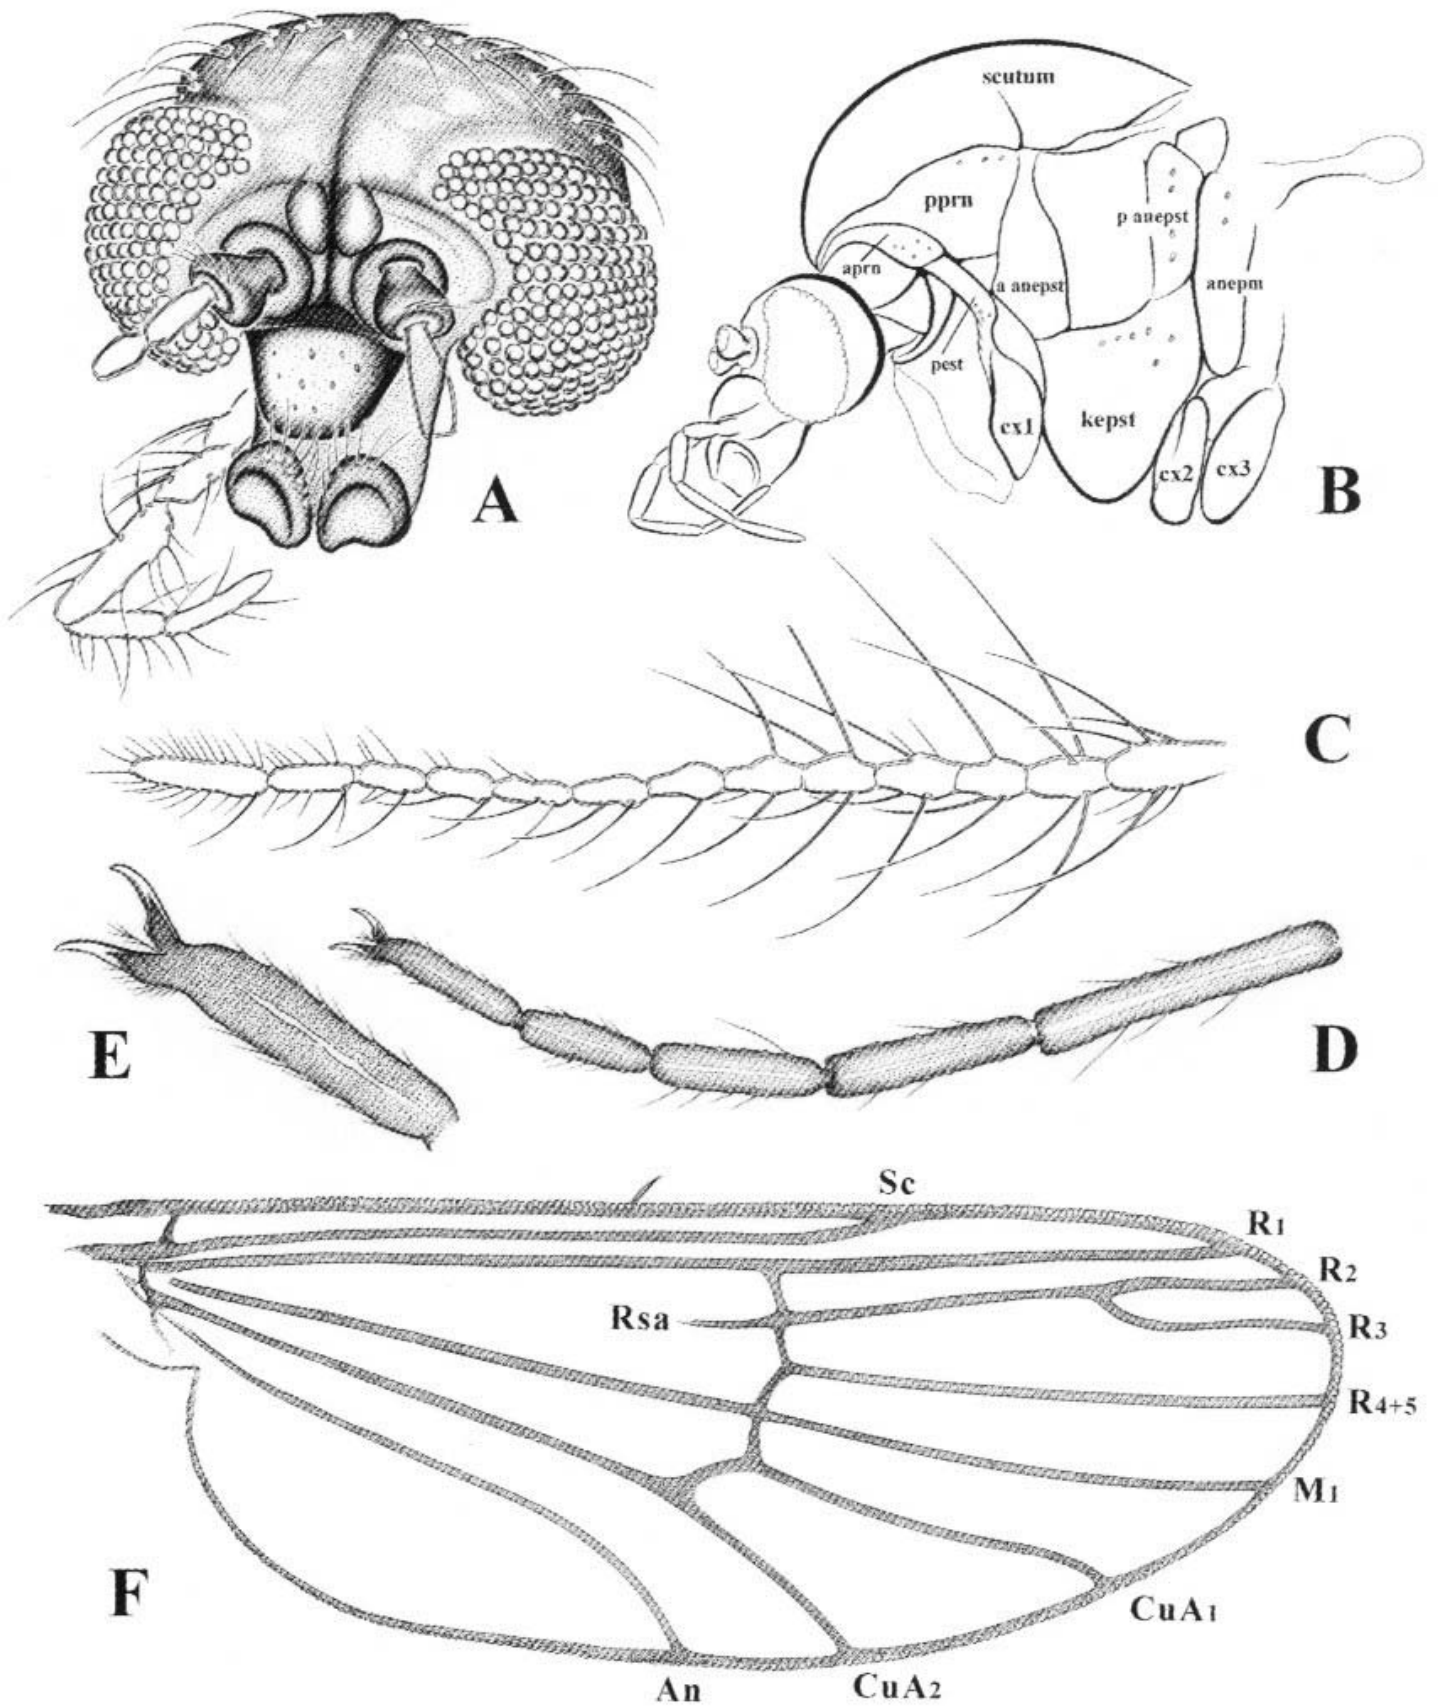 scutum
pprn
p anepst
aprn
a anepst
anepm
pest
cx1
kepst
cx2
cx3
A
B
C
E
D
Sc
R1
R2
Rsa
R3
R4+5
M1
F
CuA1
An
CuA2